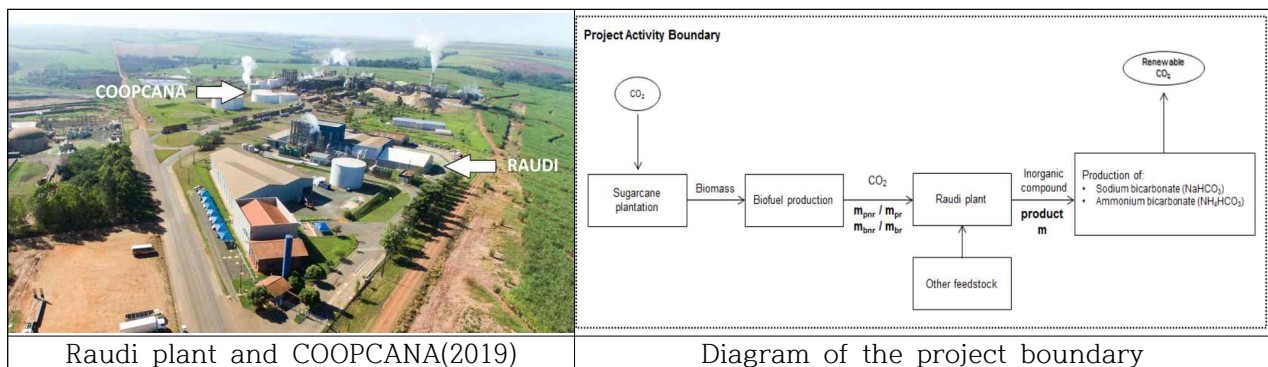 COOPCANA
RAUDI
Raudi plant and COOPCANA(2019)
Project Activity Boundary
CO₂
Sugarcane
plantation
Biomass
Biofuel production
CO₂
m_pnr / m_pr
m_bnr / m_br
Raudi plant
Other feedstock
Inorganic
compound
product
m
Renewable
CO₂
Production of:
• Sodium bicarbonate (NaHCO₃)
• Ammonium bicarbonate (NH₄HCO₃)
Diagram of the project boundary